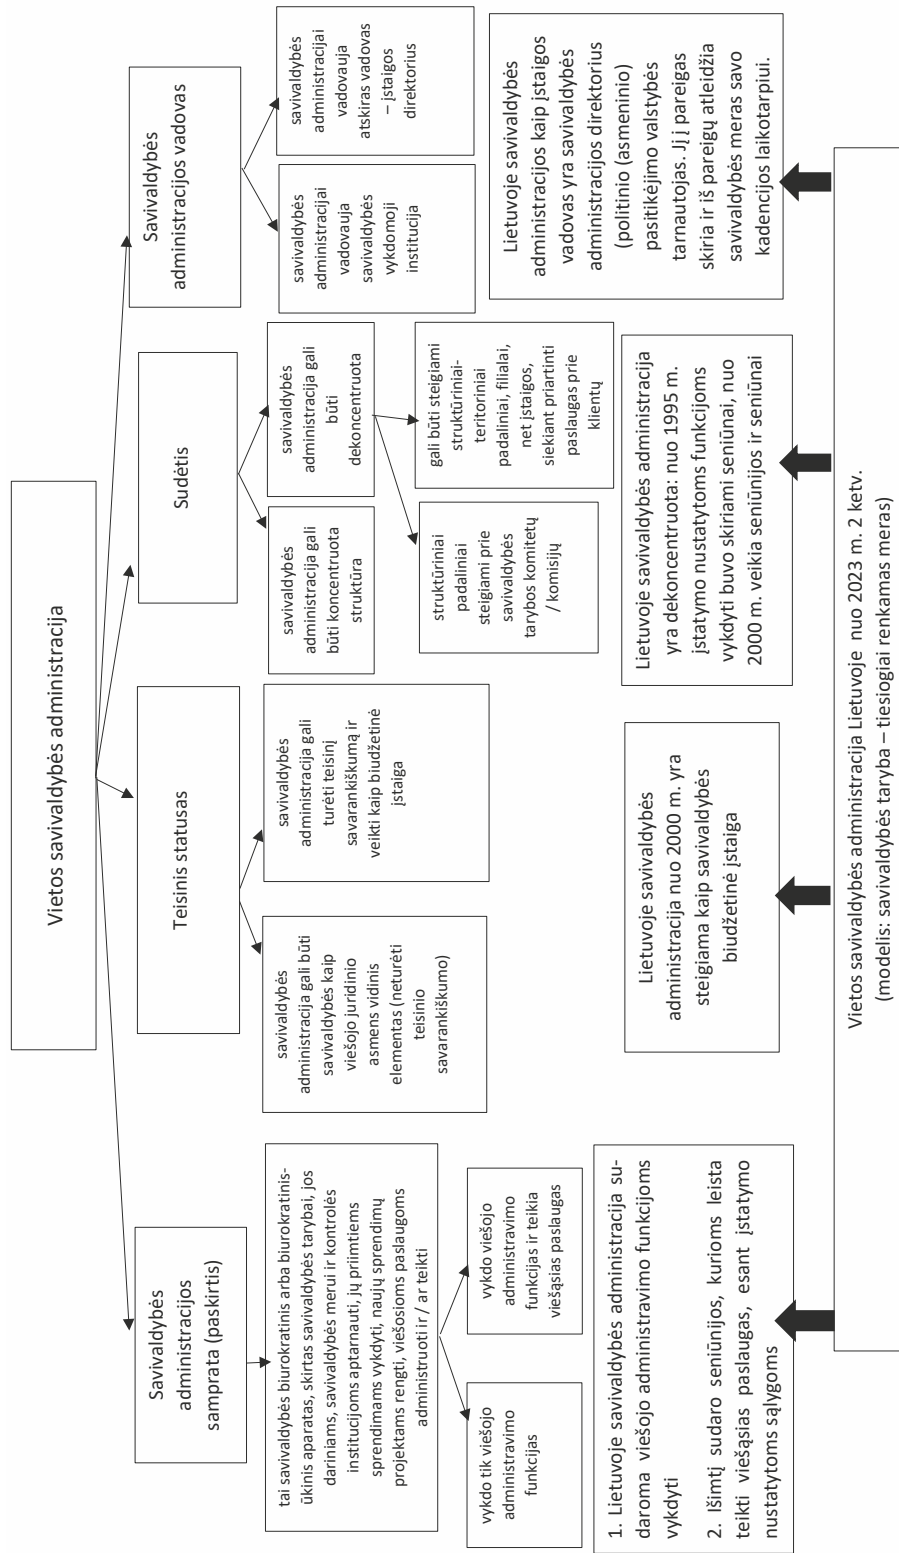 Vietos savivaldybės administracija
Savivaldybės
administracijos
samprata (paskirtis)
tai savivaldybės biurokratinis arba biurokratinis-
ūkinis aparatas, skirtas savivaldybės tarybai, jos
dariniams, savivaldybės merui ir kontrolės
institucijoms aptarnauti, jų priimtiems
sprendimams vykdyti, naujų sprendimų
projektams rengti, viešosioms paslaugoms
administruoti ir / ar teikti
vykdo tik viešojo
administravimo
funkcijas
vykdo viešojo
administravimo
funkcijas ir teikia
viešąsias paslaugas
1. Lietuvoje savivaldybės administracija su-
daroma viešojo administravimo funkcijoms
vykdyti
2. Išimtį sudaro seniūnijos, kurioms leista
teikti viešąsias paslaugas, esant įstatymo
nustatytoms sąlygoms
Teisinis statusas
savivaldybės
administracija gali būti
savivaldybės kaip
viešojo juridinio
asmens vidinis
elementas (neturėti
teisinio
savarankiškumo)
savivaldybės
administracija gali
turėti teisinį
savarankiškumą ir
veikti kaip biudžetinė
įstaiga
Lietuvoje savivaldybės
administracija nuo 2000 m. yra
steigiama kaip savivaldybės
biudžetinė įstaiga
Sudėtis
savivaldybės
administracija gali
būti koncentruota
struktūra
savivaldybės
administracija gali
būti
dekoncentruota
struktūriniai
padaliniai
steigiami prie
savivaldybės
tarybos komitetų
/ komisijų
gali būti steigiami
struktūriniai-
teritoriniai
padaliniai, filialai,
net įstaigos,
siekiant priartinti
paslaugas prie
klientų
Lietuvoje savivaldybės administracija
yra dekoncentruota: nuo 1995 m.
įstatymo nustatytoms funkcijoms
vykdyti buvo skiriami seniūnai, nuo
2000 m. veikia seniūnijos ir seniūnai
Savivaldybės
administracijos vadovas
savivaldybės
administracijai
vadovauja
savivaldybės
vykdomoji
institucija
savivaldybės
administracijai
vadovauja
atskiras vadovas
– įstaigos
direktorius
Lietuvoje savivaldybės
administracijos kaip įstaigos
vadovas yra savivaldybės
administracijos direktorius
(politinio (asmeninio)
pasitikėjimo valstybės
tarnautojas. Jį į pareigas
skiria ir iš pareigų atleidžia
savivaldybės meras savo
kadencijos laikotarpiui.
Vietos savivaldybės administracija Lietuvoje nuo 2023 m. 2 ketv.
(modelis: savivaldybės taryba – tiesiogiai renkamas meras)